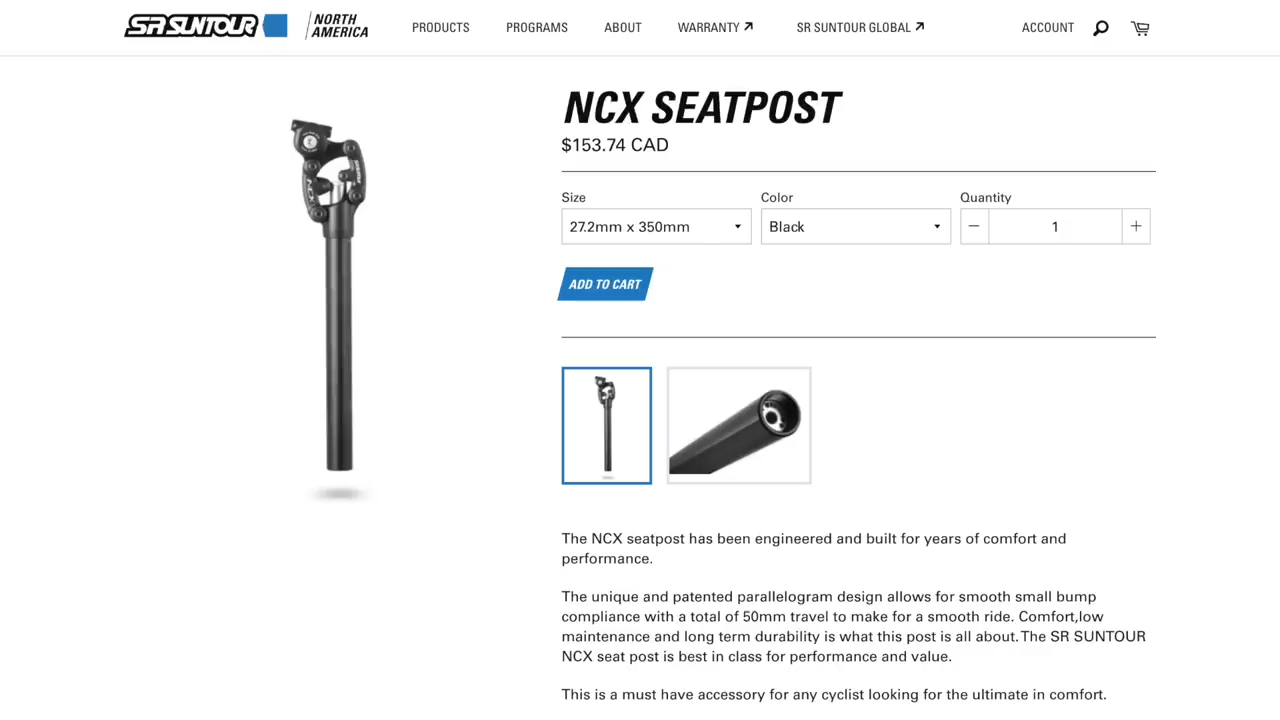 SR SUNTOUR NORTH AMERICA PRODUCTS PROGRAMS ABOUT WARRANTY SR SUNTOUR GLOBAL ACCOUNT
NCX SEATPOST
$153.74 CAD
Size Color Quantity
27.2mm x 350mm Black − 1 +
ADD TO CART
NCX
The NCX seatpost has been engineered and built for years of comfort and
performance.
The unique and patented parallelogram design allows for smooth small bump
compliance with a total of 50mm travel to make for a smooth ride. Comfort,low
maintenance and long term durability is what this post is all about. The SR SUNTOUR
NCX seat post is best in class for performance and value.
This is a must have accessory for any cyclist looking for the ultimate in comfort.